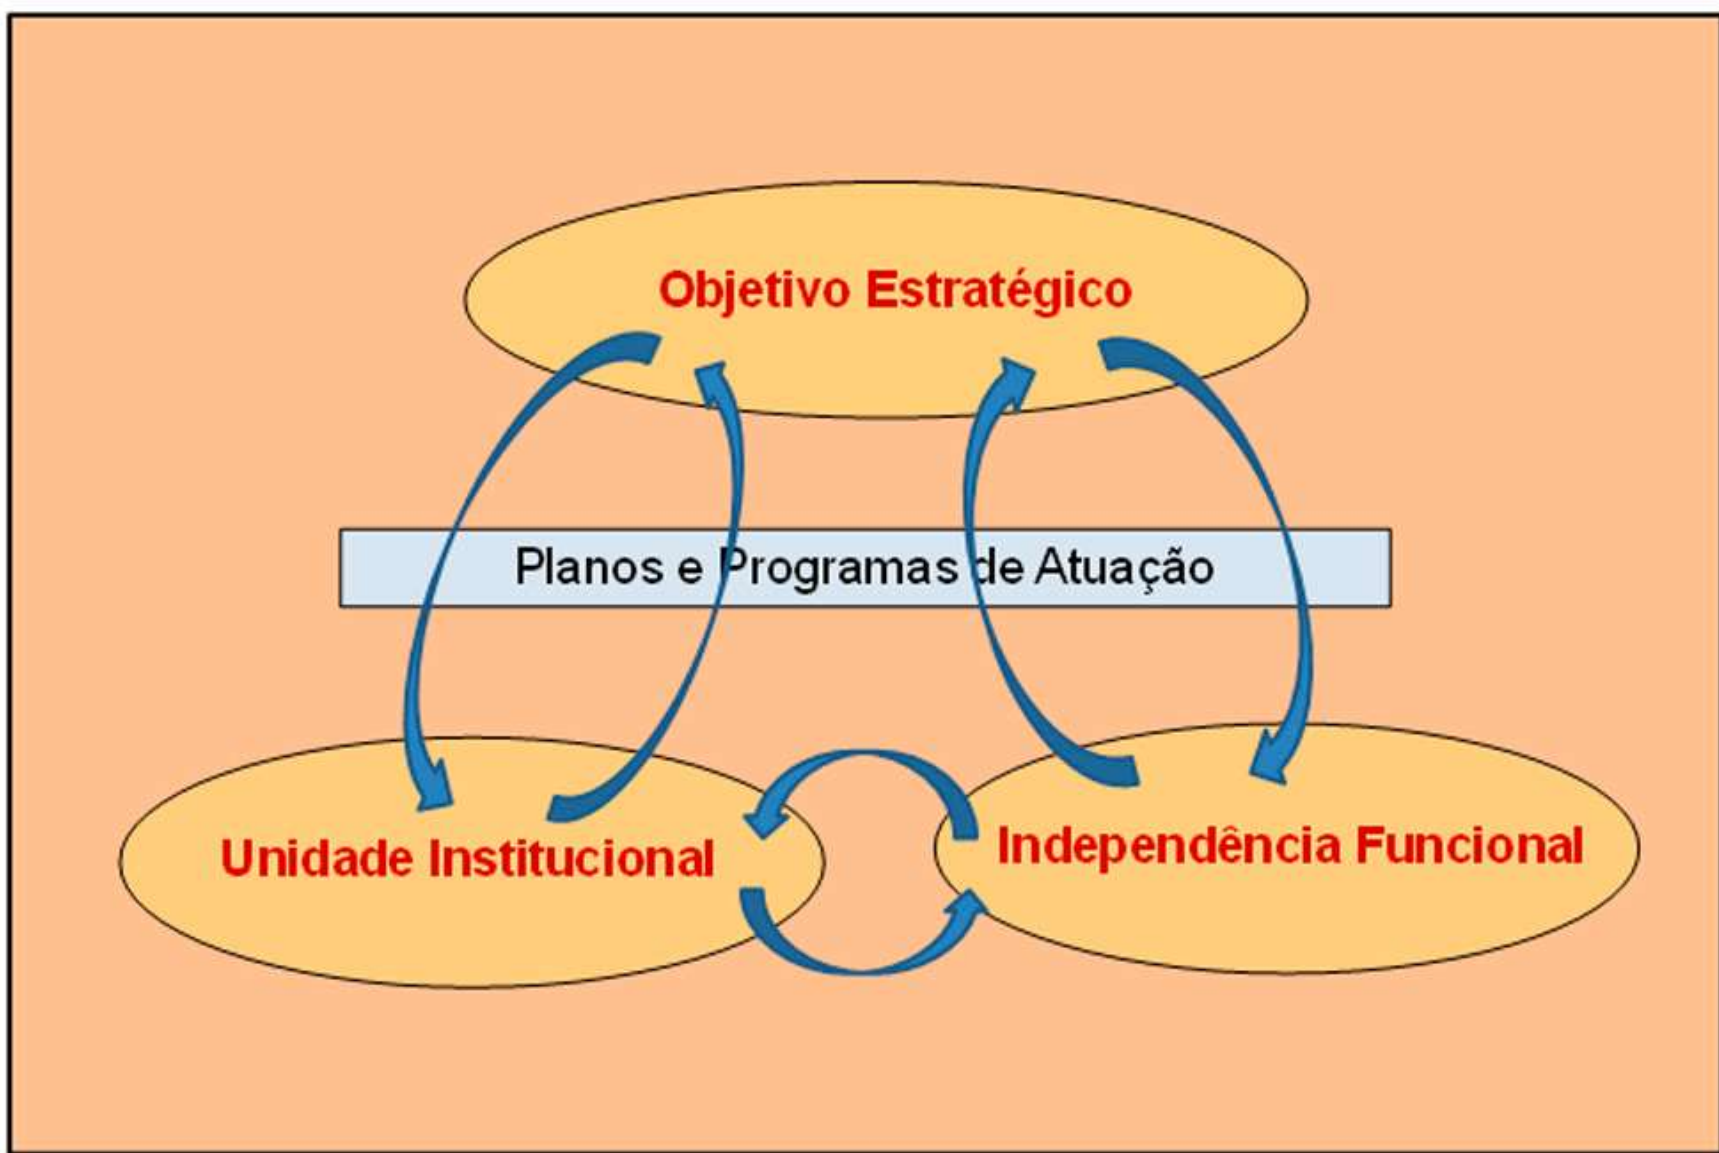 Objetivo Estratégico
Planos e Programas de Atuação
Unidade Institucional
Independência Funcional